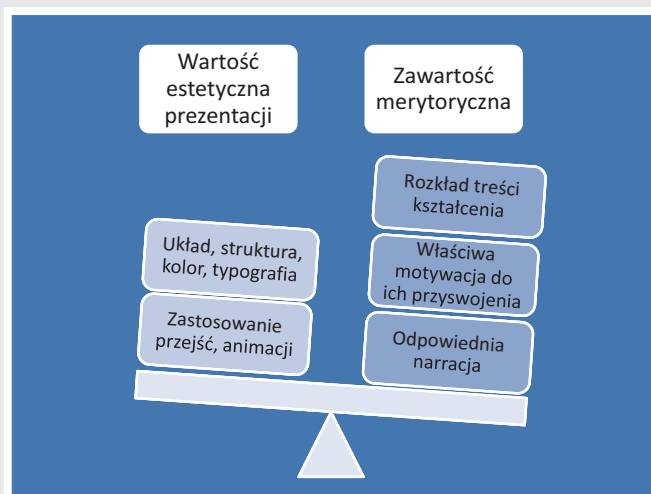 Wartość
estetyczna
prezentacji
Zawartość
merytoryczna
Układ, struktura,
kolor, typografia
Zastosowanie
przejść, animacji
Rozkład treści
kształcenia
Właściwa
motywacja do
ich przyswojenia
Odpowiednia
narracja